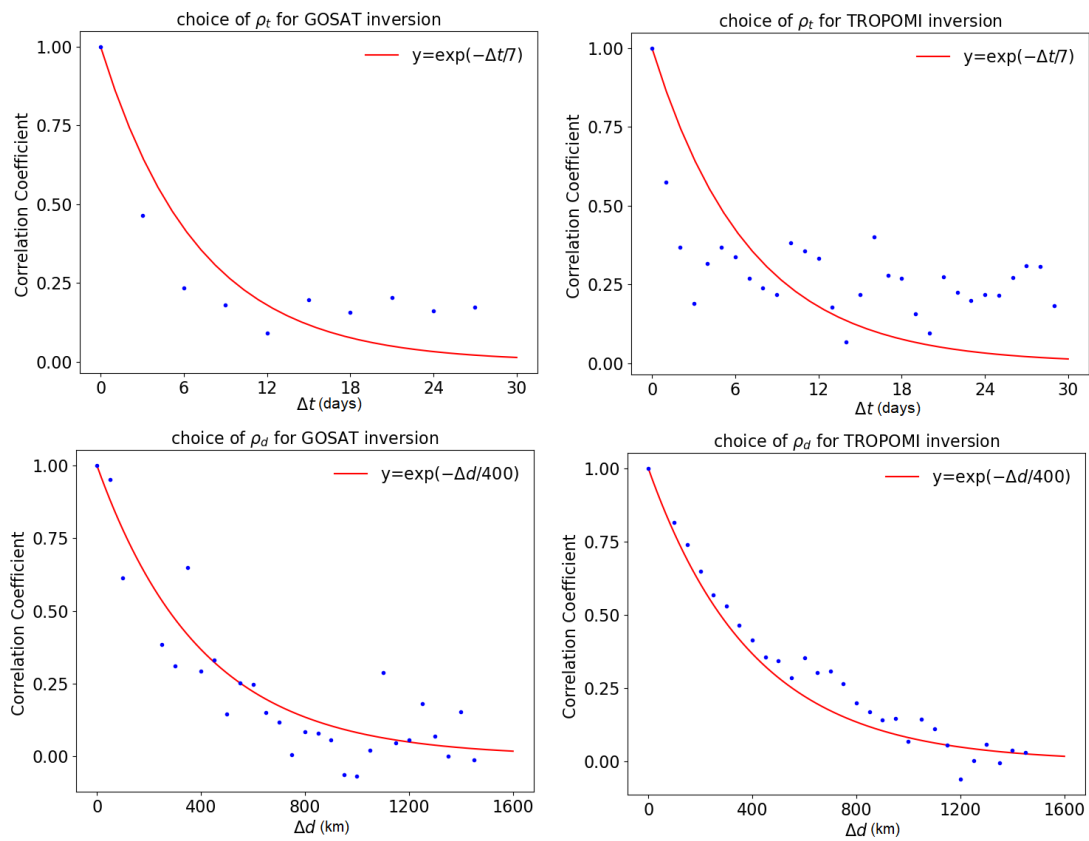 choice of ρt for GOSAT inversion
y=exp(−Δt/7)
1.00
0.75
0.50
0.25
0.00
Correlation Coefficient
0 6 12 18 24 30
Δt (days)
choice of ρt for TROPOMI inversion
y=exp(−Δt/7)
1.00
0.75
0.50
0.25
0.00
Correlation Coefficient
0 6 12 18 24 30
Δt (days)
choice of ρd for GOSAT inversion
y=exp(−Δd/400)
1.00
0.75
0.50
0.25
0.00
Correlation Coefficient
0 400 800 1200 1600
Δd (km)
choice of ρd for TROPOMI inversion
y=exp(−Δd/400)
1.00
0.75
0.50
0.25
0.00
Correlation Coefficient
0 400 800 1200 1600
Δd (km)